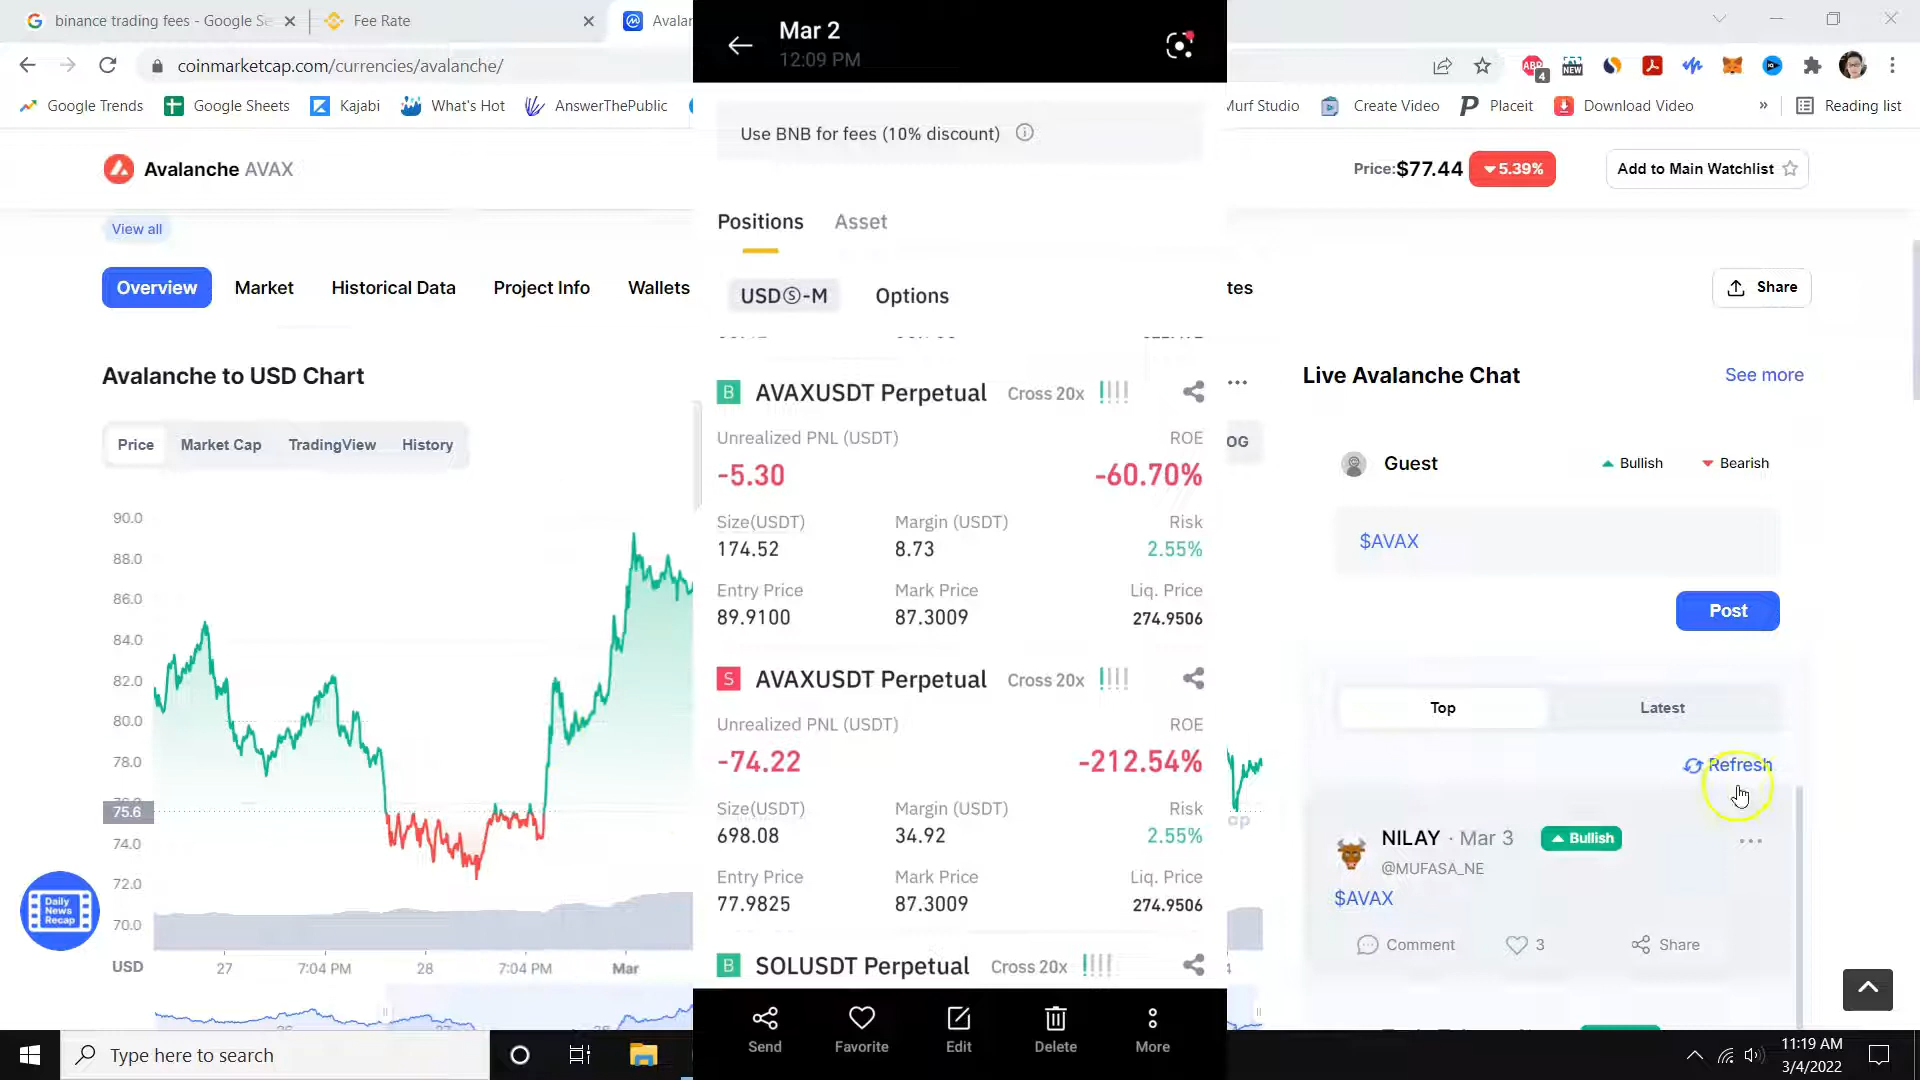 binance trading fees - Google Se
Fee Rate
Avalan
coinmarketcap.com/currencies/avalanche/
ABP
4
NEW
Google Trends
Google Sheets
Kajabi
What's Hot
AnswerThePublic
Murf Studio
Create Video
Placeit
Download Video
»
Reading list
Avalanche AVAX
Price:$77.44
5.39%
Add to Main Watchlist
View all
Overview
Market
Historical Data
Project Info
Wallets
tes
Share
Avalanche to USD Chart
Price
Market Cap
TradingView
History
OG
90.0
88.0
86.0
84.0
82.0
80.0
78.0
75.6
74.0
72.0
70.0
USD
27
7:04 PM
28
7:04 PM
Mar
4
Daily
News
Recap
Mar 2
12:09 PM
Use BNB for fees (10% discount)
Positions
Asset
USDⓈ-M
Options
B AVAXUSDT Perpetual Cross 20x
Unrealized PNL (USDT) ROE
-5.30 -60.70%
Size(USDT) Margin (USDT) Risk
174.52 8.73 2.55%
Entry Price Mark Price Liq. Price
89.9100 87.3009 274.9506
S AVAXUSDT Perpetual Cross 20x
Unrealized PNL (USDT) ROE
-74.22 -212.54%
Size(USDT) Margin (USDT) Risk
698.08 34.92 2.55%
Entry Price Mark Price Liq. Price
77.9825 87.3009 274.9506
B SOLUSDT Perpetual Cross 20x
Send
Favorite
Edit
Delete
More
Live Avalanche Chat
See more
Guest
Bullish
Bearish
$AVAX
Post
Top
Latest
Refresh
NILAY · Mar 3
Bullish
@MUFASA_NE
$AVAX
Comment
3
Share
Type here to search
11:19 AM
3/4/2022